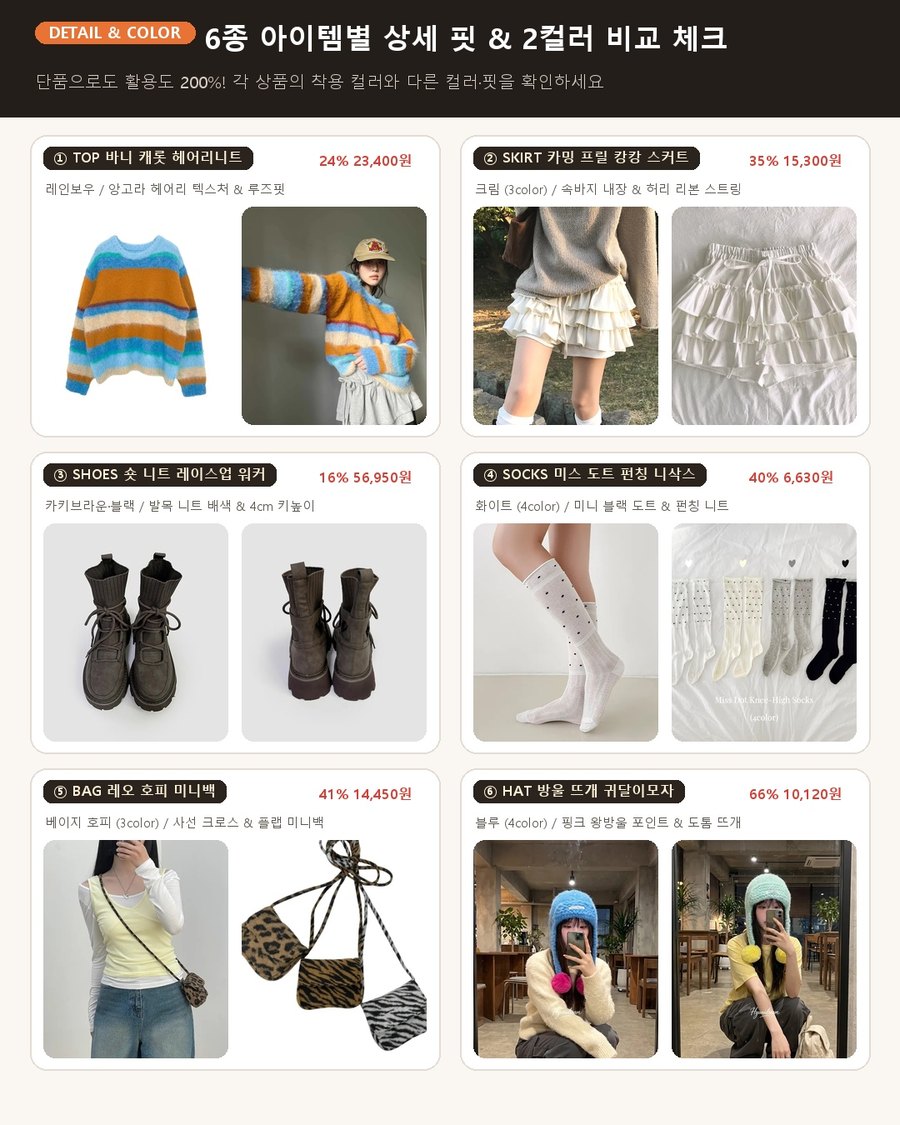 DETAIL & COLOR 6종 아이템별 상세 핏 & 2컬러 비교 체크
단품으로도 활용도 200%! 각 상품의 착용 컬러와 다른 컬러·핏을 확인하세요
① TOP 바니 캐롯 헤어리니트 24% 23,400원
레인보우 / 앙고라 헤어리 텍스처 & 루즈핏
② SKIRT 카밍 프릴 캉캉 스커트 35% 15,300원
크림 (3color) / 속바지 내장 & 허리 리본 스트링
③ SHOES 숏 니트 레이스업 워커 16% 56,950원
카키브라운·블랙 / 발목 니트 배색 & 4cm 키높이
④ SOCKS 미스 도트 펀칭 니삭스 40% 6,630원
화이트 (4color) / 미니 블랙 도트 & 펀칭 니트
Miss Dot Knee-High Socks
(4color)
⑤ BAG 레오 호피 미니백 41% 14,450원
베이지 호피 (3color) / 사선 크로스 & 플랩 미니백
⑥ HAT 방울 뜨개 귀달이모자 66% 10,120원
블루 (4color) / 핑크 왕방울 포인트 & 도톰 뜨개